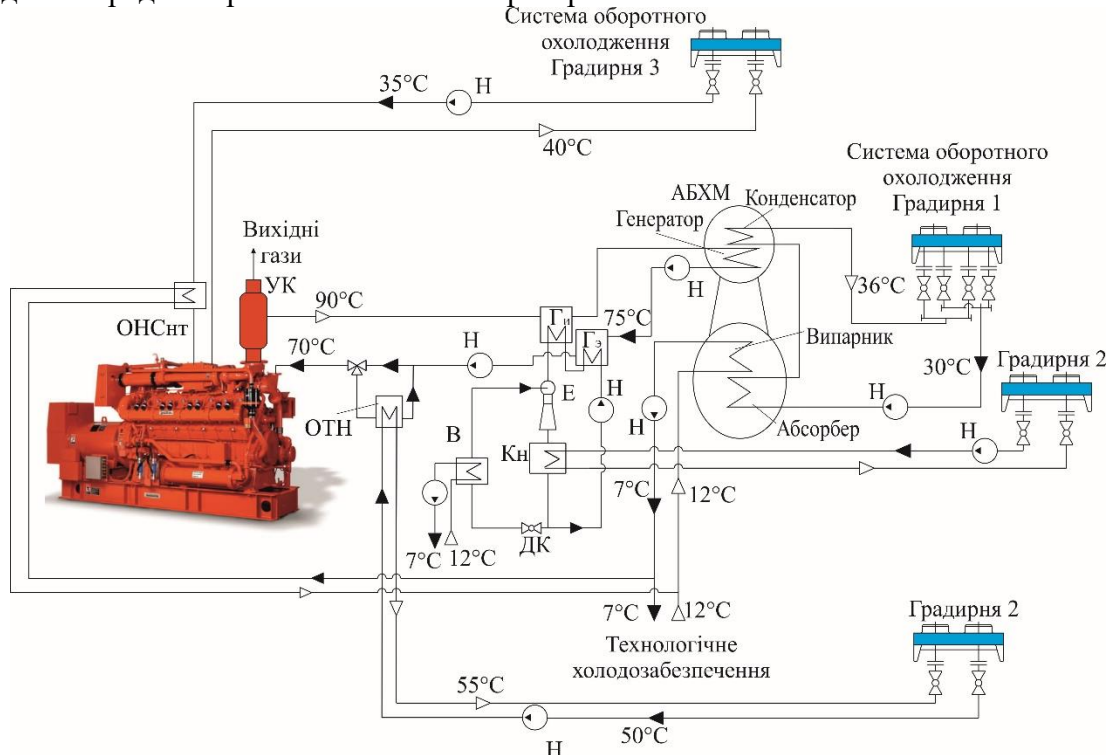 Система оборотного
охолодження
Градирня 3
35°C
Н
40°C
Система оборотного
охолодження
Градирня 1
АБХМ
Конденсатор
Генератор
Вихідні
гази
УК
90°C
ОНСнт
Ги
Гэ
75°C
Н
36°C
70°C
Н
Випарник
30°C
Градирня 2
Е
Н
ОТН
Н
Н
Абсорбер
Н
В
Кн
7°C
12°C
ДК
7°C
12°C
7°C
12°C
Технологічне
холодозабезпечення
Градирня 2
55°C
50°C
Н